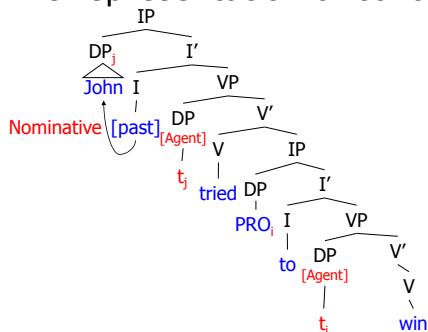 IP
DPⱼ I'
John I VP
Nominative [past] DP V'
[Agent] V IP
tⱼ tried DP I'
PROᵢ I VP
to DP V'
[Agent] V
tᵢ win